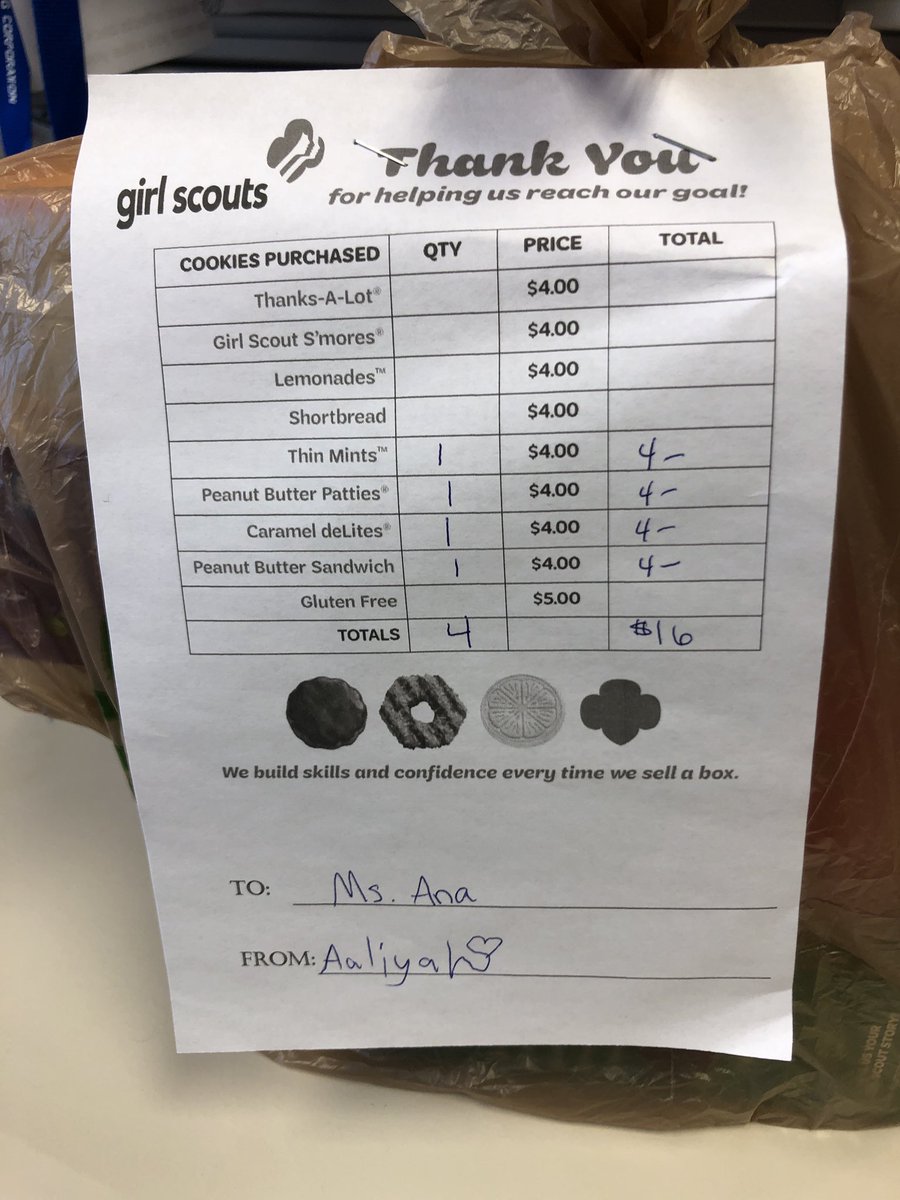 G CORPORATION
girl scouts
Thank You
for helping us reach our goal!
COOKIES PURCHASED QTY PRICE TOTAL
Thanks-A-Lot® $4.00
Girl Scout S'mores® $4.00
Lemonades™ $4.00
Shortbread $4.00
Thin Mints™ 1 $4.00 4-
Peanut Butter Patties® 1 $4.00 4-
Caramel deLites® 1 $4.00 4-
Peanut Butter Sandwich 1 $4.00 4-
Gluten Free $5.00
TOTALS 4 $16
We build skills and confidence every time we sell a box.
TO: Ms. Ana
FROM: Aaliyah
YOUR
SCOUT STORY